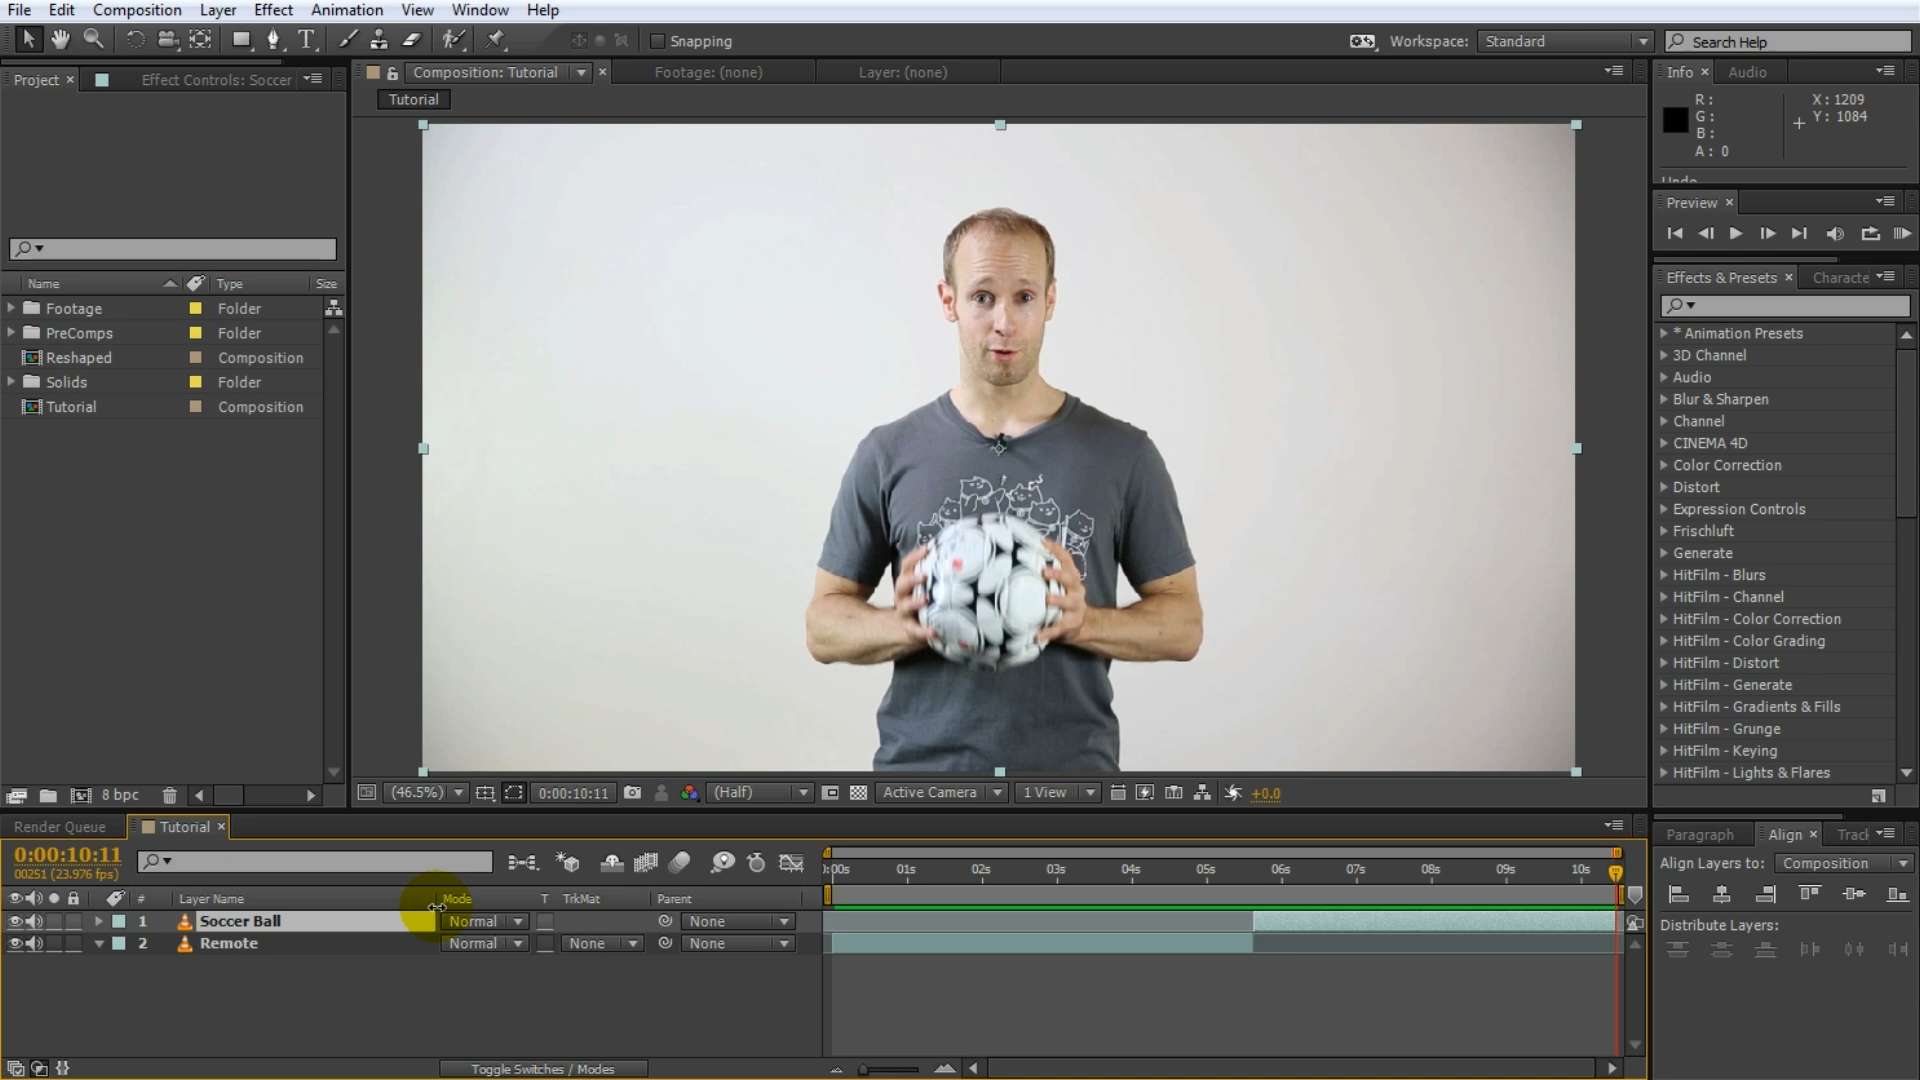 File Edit Composition Layer Effect Animation View Window Help
Snapping Workspace: Standard Search Help
Project × Effect Controls: Soccer
Composition: Tutorial × Footage: (none) Layer: (none)
Info × Audio
Tutorial
R: X: 1209
G: Y: 1084
B:
A: 0
Undo
Preview ×
Effects & Presets × Characte
Name Type Size
Footage Folder
PreComps Folder
Reshaped Composition
Solids Folder
Tutorial Composition
* Animation Presets
3D Channel
Audio
Blur & Sharpen
Channel
CINEMA 4D
Color Correction
Distort
Expression Controls
Frischluft
Generate
HitFilm - Blurs
HitFilm - Channel
HitFilm - Color Correction
HitFilm - Color Grading
HitFilm - Distort
HitFilm - Generate
HitFilm - Gradients & Fills
HitFilm - Grunge
HitFilm - Keying
HitFilm - Lights & Flares
8 bpc (46.5%) 0:00:10:11 (Half) Active Camera 1 View +0.0
Render Queue Tutorial ×
Paragraph Align × Track
0:00:10:11
00251 (23.976 fps)
Align Layers to: Composition
:00s 01s 02s 03s 04s 05s 06s 07s 08s 09s 10s
# Layer Name Mode T TrkMat Parent
1 Soccer Ball Normal None
2 Remote Normal None None
Distribute Layers:
Toggle Switches / Modes